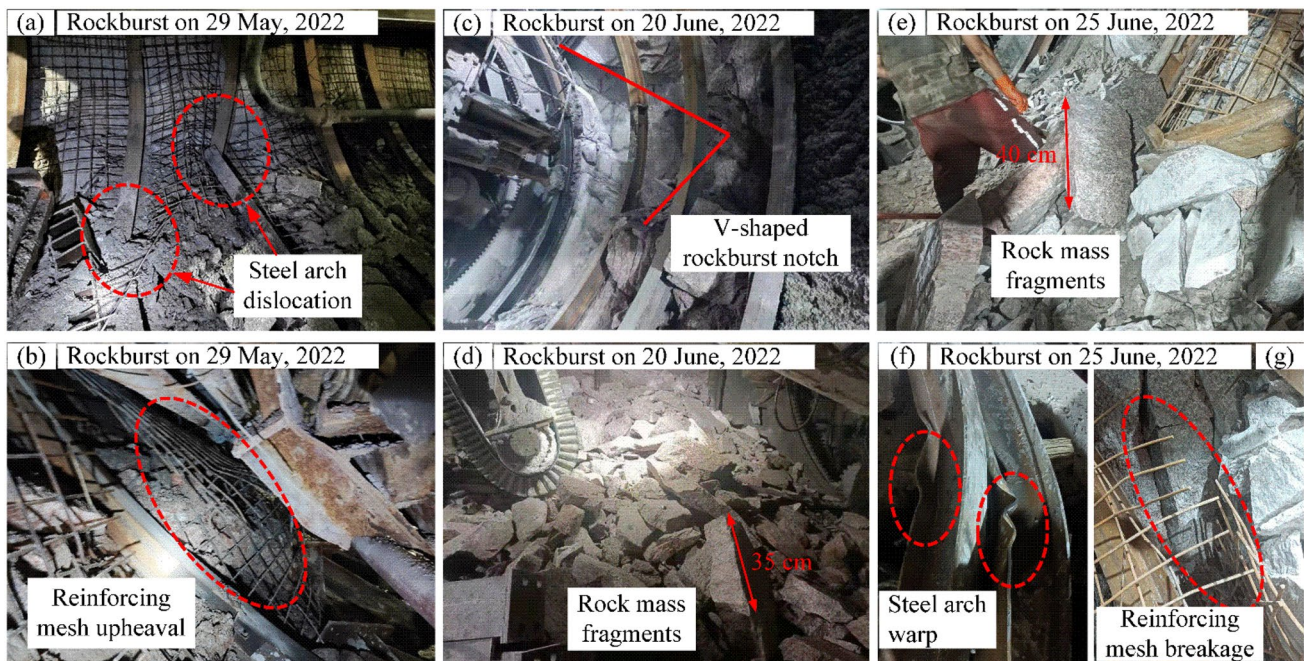 (a) Rockburst on 29 May, 2022
Steel arch
dislocation
(b) Rockburst on 29 May, 2022
Reinforcing
mesh upheaval
(c) Rockburst on 20 June, 2022
V-shaped
rockburst notch
(d) Rockburst on 20 June, 2022
35 cm
Rock mass
fragments
(e) Rockburst on 25 June, 2022
40 cm
Rock mass
fragments
(f) Rockburst on 25 June, 2022 (g)
Steel arch
warp
Reinforcing
mesh breakage